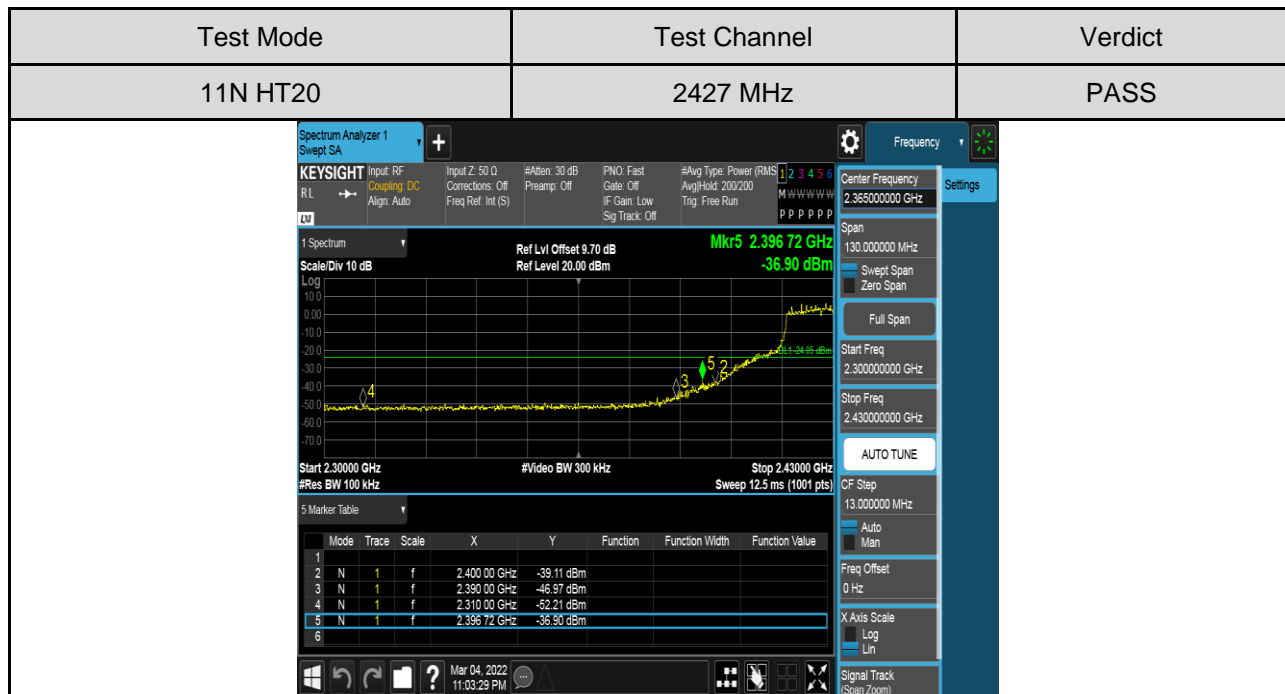 Test Mode Test Channel Verdict
11N HT20 2427 MHz PASS
Spectrum Analyzer 1
Swept SA
+
Frequency
KEYSIGHT Input: RF Input Z: 50 Ω #Atten: 30 dB PNO: Fast #Avg Type: Power (RMS 1 2 3 4 5 6
RL Coupling: DC Corrections: Off Preamp: Off Gate: Off Avg|Hold: 200/200 M W W W W W
Align: Auto Freq Ref: Int (S) IF Gain: Low Trig: Free Run
LXI Sig Track: Off P P P P P P
Center Frequency
2.365000000 GHz
Settings
Span
130.000000 MHz
Swept Span
Zero Span
Full Span
Start Freq
2.300000000 GHz
Stop Freq
2.430000000 GHz
AUTO TUNE
CF Step
13.000000 MHz
Auto
Man
Freq Offset
0 Hz
X Axis Scale
Log
Lin
Signal Track
(Span Zoom)
1 Spectrum Ref Lvl Offset 9.70 dB Mkr5 2.396 72 GHz
Scale/Div 10 dB Ref Level 20.00 dBm -36.90 dBm
Log
10.0
0.00
-10.0
-20.0
DL1 -24.95 dBm
-30.0
5 2
-40.0
4 3
-50.0
-60.0
-70.0
Start 2.30000 GHz #Video BW 300 kHz Stop 2.43000 GHz
#Res BW 100 kHz Sweep 12.5 ms (1001 pts)
5 Marker Table
Mode Trace Scale X Y Function Function Width Function Value
1
2 N 1 f 2.400 00 GHz -39.11 dBm
3 N 1 f 2.390 00 GHz -46.97 dBm
4 N 1 f 2.310 00 GHz -52.21 dBm
5 N 1 f 2.396 72 GHz -36.90 dBm
6
? Mar 04, 2022
11:03:29 PM